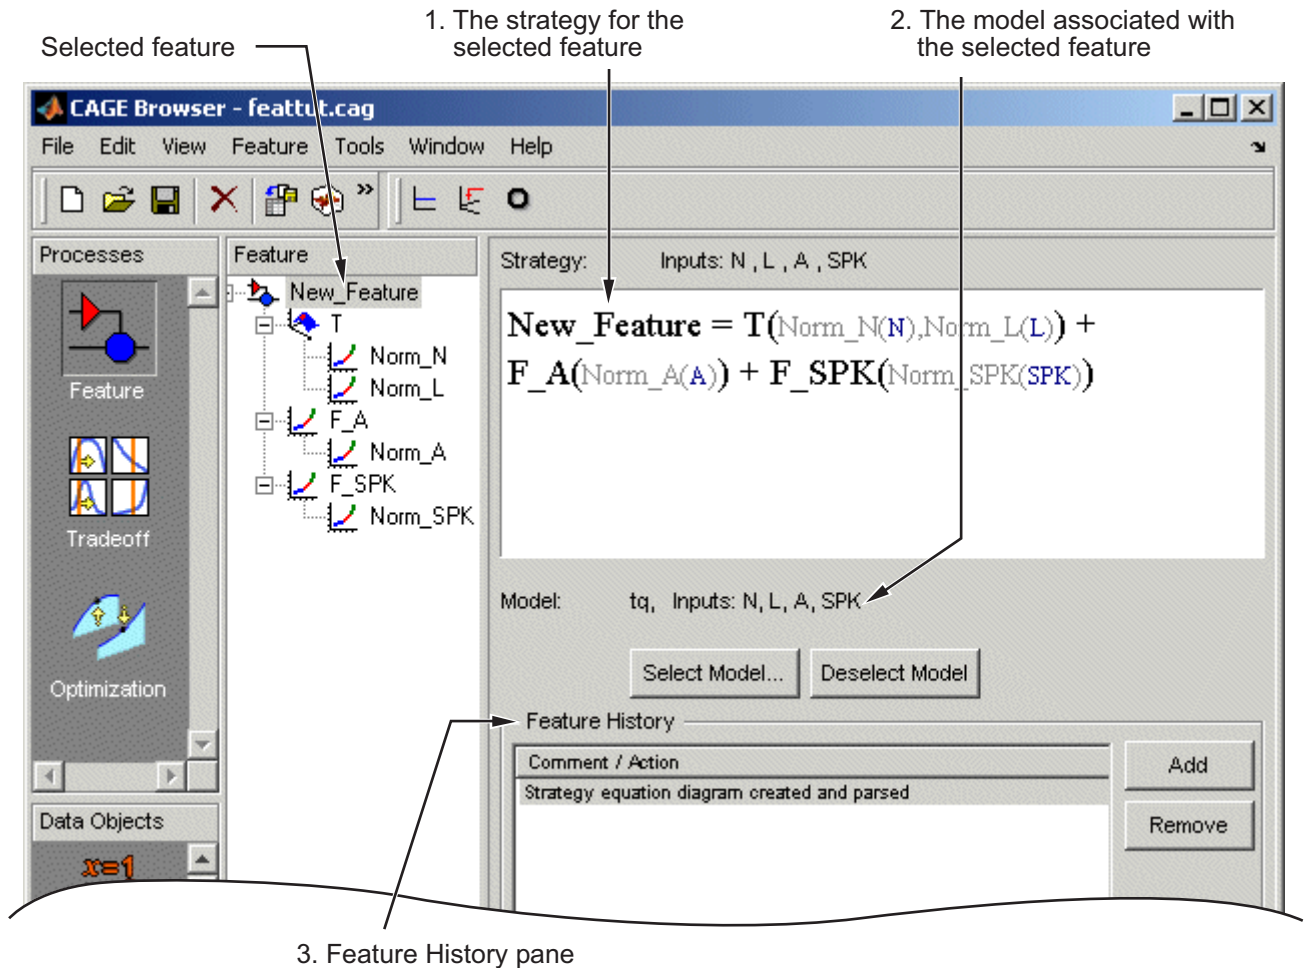 1. The strategy for the
selected feature
2. The model associated with
the selected feature
Selected feature
CAGE Browser - feattut.cag
File Edit View Feature Tools Window Help
Processes
Feature
Tradeoff
Optimization
Data Objects
x=1
Feature
New_Feature
T
Norm_N
Norm_L
F_A
Norm_A
F_SPK
Norm_SPK
Strategy: Inputs: N , L , A , SPK
New_Feature = T(Norm_N(N),Norm_L(L)) +
F_A(Norm_A(A)) + F_SPK(Norm_SPK(SPK))
Model: tq, Inputs: N, L, A, SPK
Select Model... Deselect Model
Feature History
Comment / Action
Strategy equation diagram created and parsed
Add
Remove
3. Feature History pane